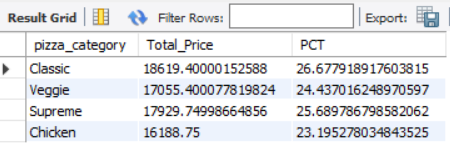 Result Grid Filter Rows: Export:
pizza_category Total_Price PCT
Classic 18619.40000152588 26.677918917603815
Veggie 17055.400077819824 24.437016248970597
Supreme 17929.74998664856 25.689786798582062
Chicken 16188.75 23.195278034843525